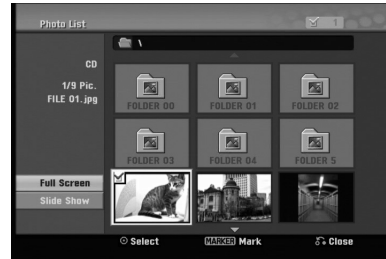 Photo List
1
\
CD
1/9 Pic.
FILE 01.jpg
FOLDER 00 FOLDER 01 FOLDER 02
FOLDER 03 FOLDER 04 FOLDER 5
Full Screen
Slide Show
Select MARKER Mark Close